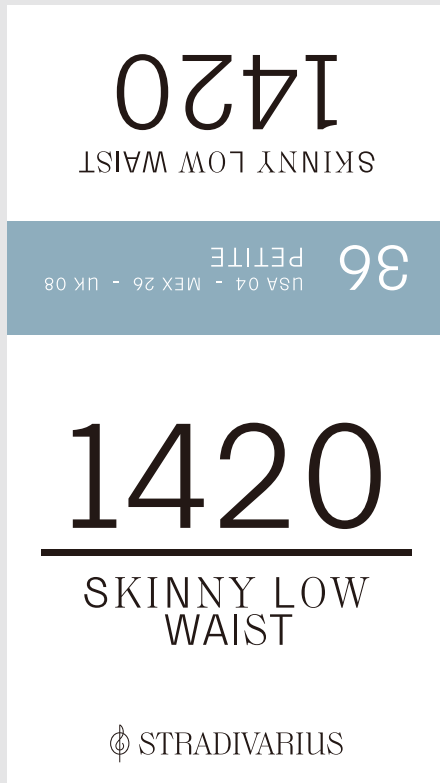 1420
SKINNY LOW WAIST
36
PETITE
USA 04 - MEX 26 - UK 08
1420
SKINNY LOW
WAIST
STRADIVARIUS